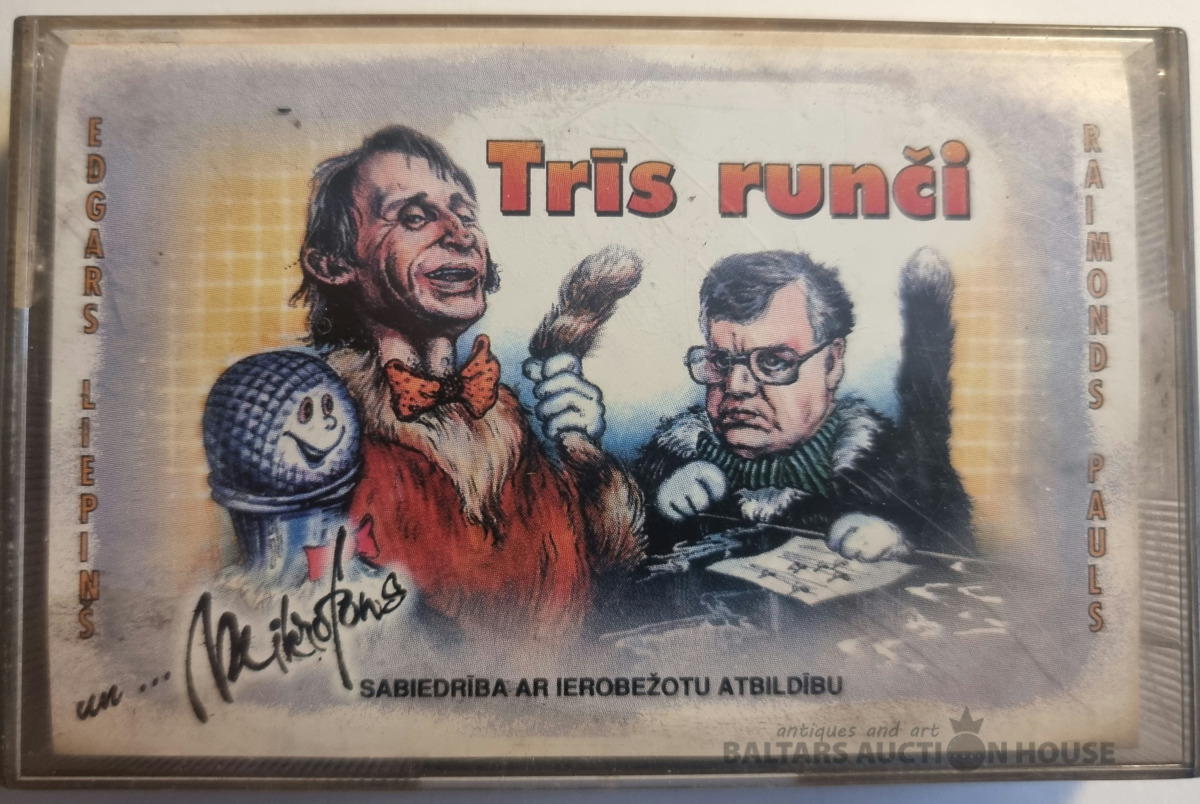 Trīs runči
EDGARS LIEPIŅŠ
RAIMONDS PAULS
un ... Mikrofons
SABIEDRĪBA AR IEROBEŽOTU ATBILDĪBU
antiques and art
BALTARS AUCTION HOUSE